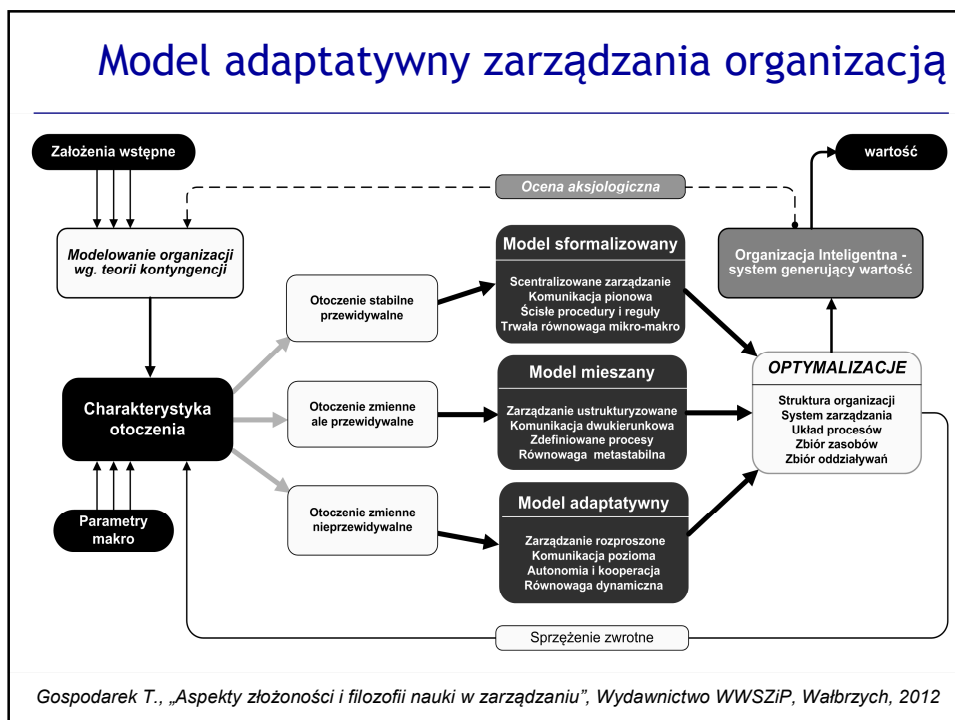 Model adaptatywny zarządzania organizacją
Założenia wstępne
wartość
Ocena aksjologiczna
Modelowanie organizacji
wg. teorii kontyngencji
Model sformalizowany
Scentralizowane zarządzanie
Komunikacja pionowa
Ścisłe procedury i reguły
Trwała równowaga mikro-makro
Organizacja Inteligentna -
system generujący wartość
Otoczenie stabilne
przewidywalne
Charakterystyka
otoczenia
Otoczenie zmienne
ale przewidywalne
Model mieszany
Zarządzanie ustrukturyzowane
Komunikacja dwukierunkowa
Zdefiniowane procesy
Równowaga metastabilna
OPTYMALIZACJE
Struktura organizacji
System zarządzania
Układ procesów
Zbiór zasobów
Zbiór oddziaływań
Otoczenie zmienne
nieprzewidywalne
Model adaptatywny
Zarządzanie rozproszone
Komunikacja pozioma
Autonomia i kooperacja
Równowaga dynamiczna
Parametry
makro
Sprzężenie zwrotne
Gospodarek T., „Aspekty złożoności i filozofii nauki w zarządzaniu”, Wydawnictwo WWSZiP, Wałbrzych, 2012